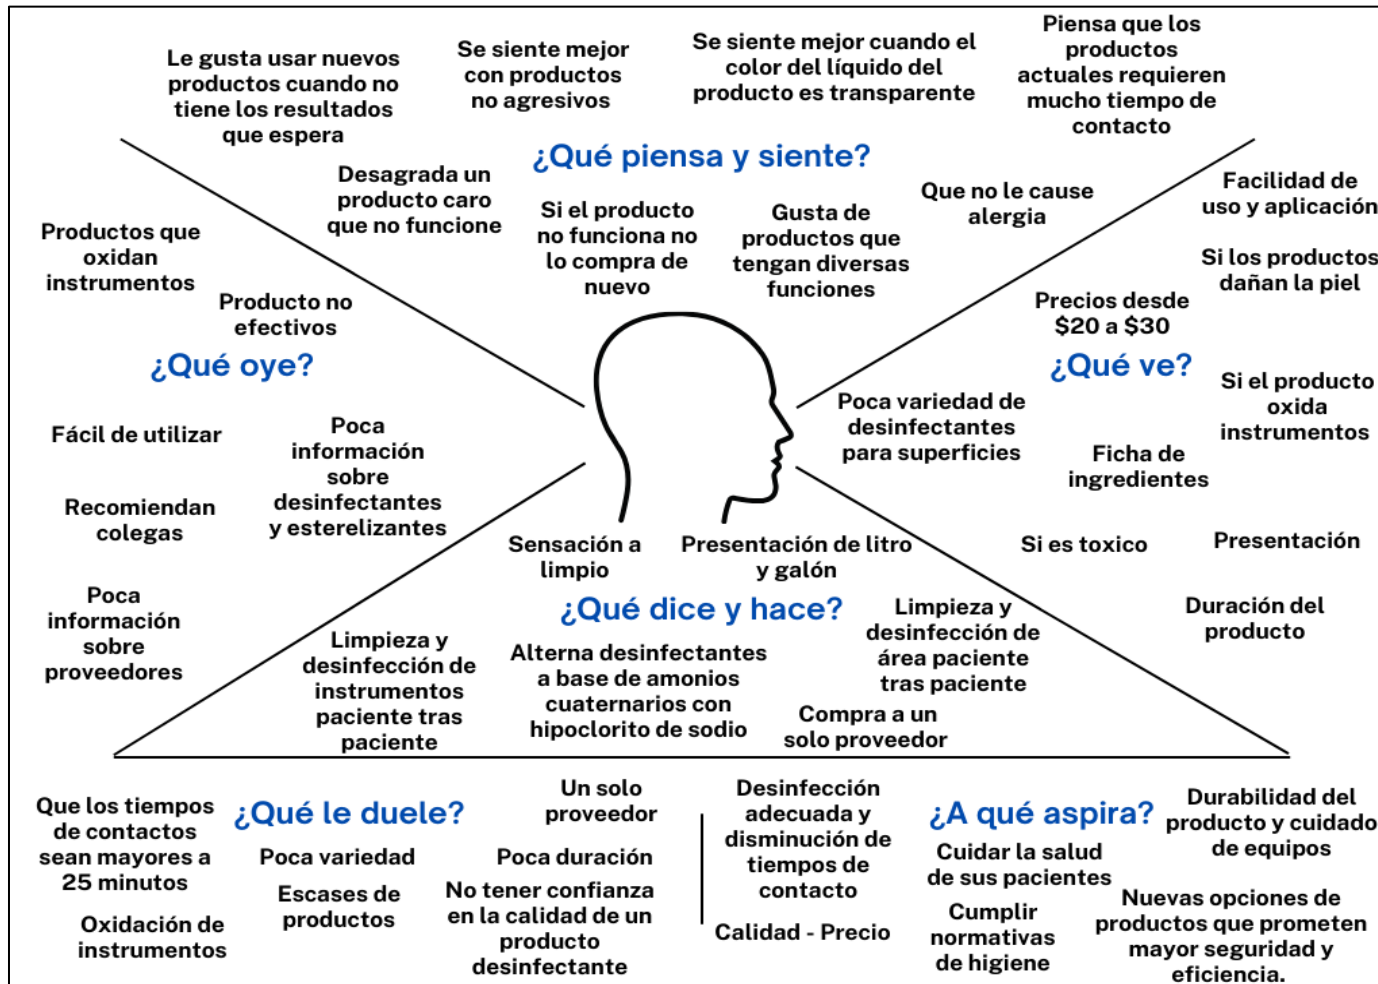 Le gusta usar nuevos
productos cuando no
tiene los resultados
que espera
Se siente mejor
con productos
no agresivos
Se siente mejor cuando el
color del líquido del
producto es transparente
Piensa que los
productos
actuales requieren
mucho tiempo de
contacto
¿Qué piensa y siente?
Desagrada un
producto caro
que no funcione
Si el producto
no funciona no
lo compra de
nuevo
Gusta de
productos que
tengan diversas
funciones
Que no le cause
alergia
Productos que
oxidan
instrumentos
Producto no
efectivos
¿Qué oye?
Fácil de utilizar
Poca
información
sobre
desinfectantes
y esterelizantes
Recomiendan
colegas
Poca
información
sobre
proveedores
Facilidad de
uso y aplicación
Si los productos
dañan la piel
Precios desde
$20 a $30
¿Qué ve?
Si el producto
oxida
instrumentos
Poca variedad de
desinfectantes
para superficies
Ficha de
ingredientes
Si es toxico
Presentación
Duración del
producto
Sensación a
limpio
Presentación de litro
y galón
¿Qué dice y hace?
Limpieza y
desinfección de
instrumentos
paciente tras
paciente
Alterna desinfectantes
a base de amonios
cuaternarios con
hipoclorito de sodio
Limpieza y
desinfección de
área paciente
tras paciente
Compra a un
solo proveedor
Que los tiempos
de contactos
sean mayores a
25 minutos
¿Qué le duele?
Un solo
proveedor
Poca variedad
Poca duración
Escases de
productos
No tener confianza
en la calidad de un
producto
desinfectante
Oxidación de
instrumentos
Desinfección
adecuada y
disminución de
tiempos de
contacto
¿A qué aspira?
Durabilidad del
producto y cuidado
de equipos
Cuidar la salud
de sus pacientes
Calidad - Precio
Cumplir
normativas
de higiene
Nuevas opciones de
productos que prometen
mayor seguridad y
eficiencia.